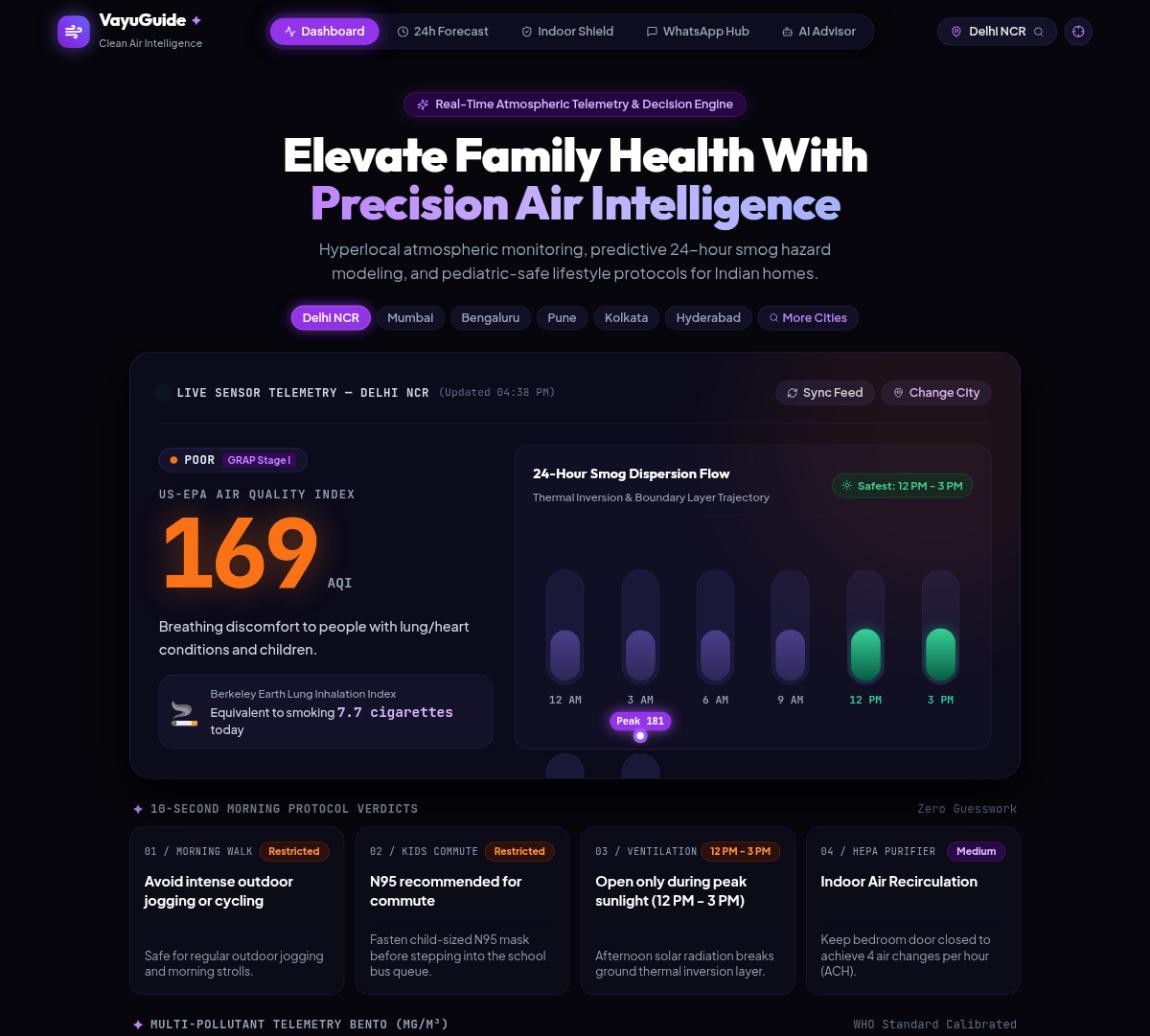 VayuGuide
Clean Air Intelligence
Dashboard
24h Forecast
Indoor Shield
WhatsApp Hub
AI Advisor
Delhi NCR
Real-Time Atmospheric Telemetry & Decision Engine
Elevate Family Health With
Precision Air Intelligence
Hyperlocal atmospheric monitoring, predictive 24-hour smog hazard
modeling, and pediatric-safe lifestyle protocols for Indian homes.
Delhi NCR
Mumbai
Bengaluru
Pune
Kolkata
Hyderabad
More Cities
LIVE SENSOR TELEMETRY — DELHI NCR (Updated 04:38 PM)
Sync Feed
Change City
POOR GRAP Stage I
US-EPA AIR QUALITY INDEX
169 AQI
Breathing discomfort to people with lung/heart
conditions and children.
Berkeley Earth Lung Inhalation Index
Equivalent to smoking 7.7 cigarettes
today
24-Hour Smog Dispersion Flow
Thermal Inversion & Boundary Layer Trajectory
Safest: 12 PM – 3 PM
12 AM
3 AM
6 AM
9 AM
12 PM
3 PM
Peak 181
10-SECOND MORNING PROTOCOL VERDICTS
Zero Guesswork
01 / MORNING WALK
Restricted
Avoid intense outdoor
jogging or cycling
Safe for regular outdoor jogging
and morning strolls.
02 / KIDS COMMUTE
Restricted
N95 recommended for
commute
Fasten child-sized N95 mask
before stepping into the school
bus queue.
03 / VENTILATION
12 PM – 3 PM
Open only during peak
sunlight (12 PM – 3 PM)
Afternoon solar radiation breaks
ground thermal inversion layer.
04 / HEPA PURIFIER
Medium
Indoor Air Recirculation
Keep bedroom door closed to
achieve 4 air changes per hour
(ACH).
MULTI-POLLUTANT TELEMETRY BENTO (MG/M³)
WHO Standard Calibrated